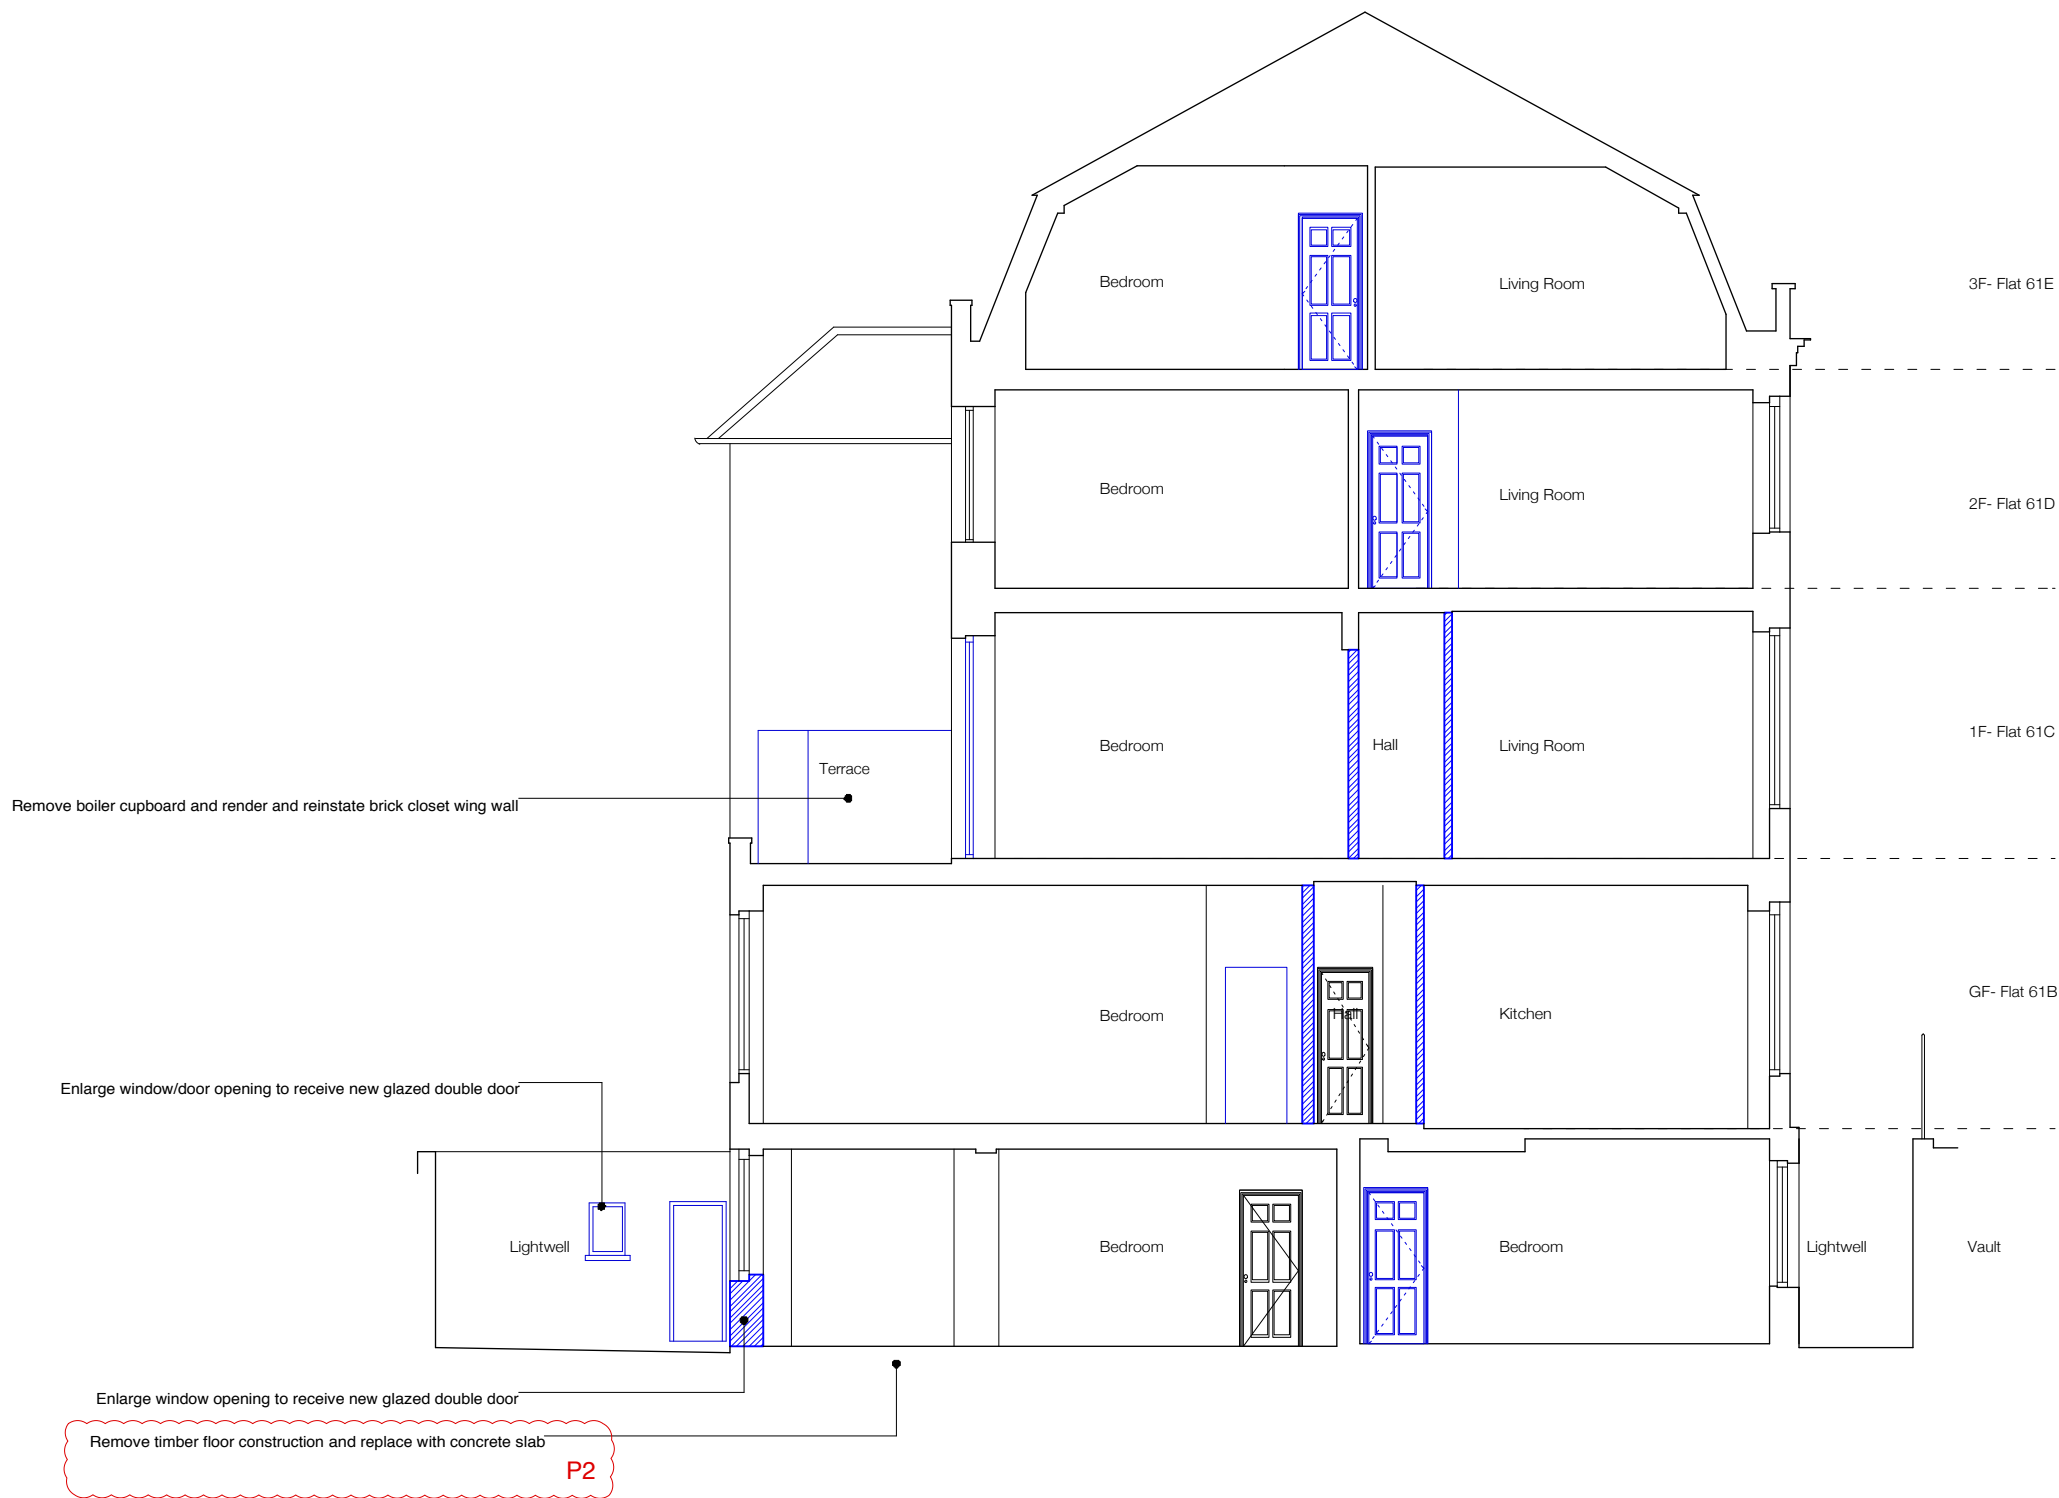 Bedroom
Living Room
3F- Flat 61E
Bedroom
Living Room
2F- Flat 61D
Terrace
Bedroom
Hall
Living Room
1F- Flat 61C
Remove boiler cupboard and render and reinstate brick closet wing wall
Bedroom
Hall
Kitchen
GF- Flat 61B
Enlarge window/door opening to receive new glazed double door
Lightwell
Bedroom
Bedroom
Lightwell
Vault
Enlarge window opening to receive new glazed double door
Remove timber floor construction and replace with concrete slab
P2